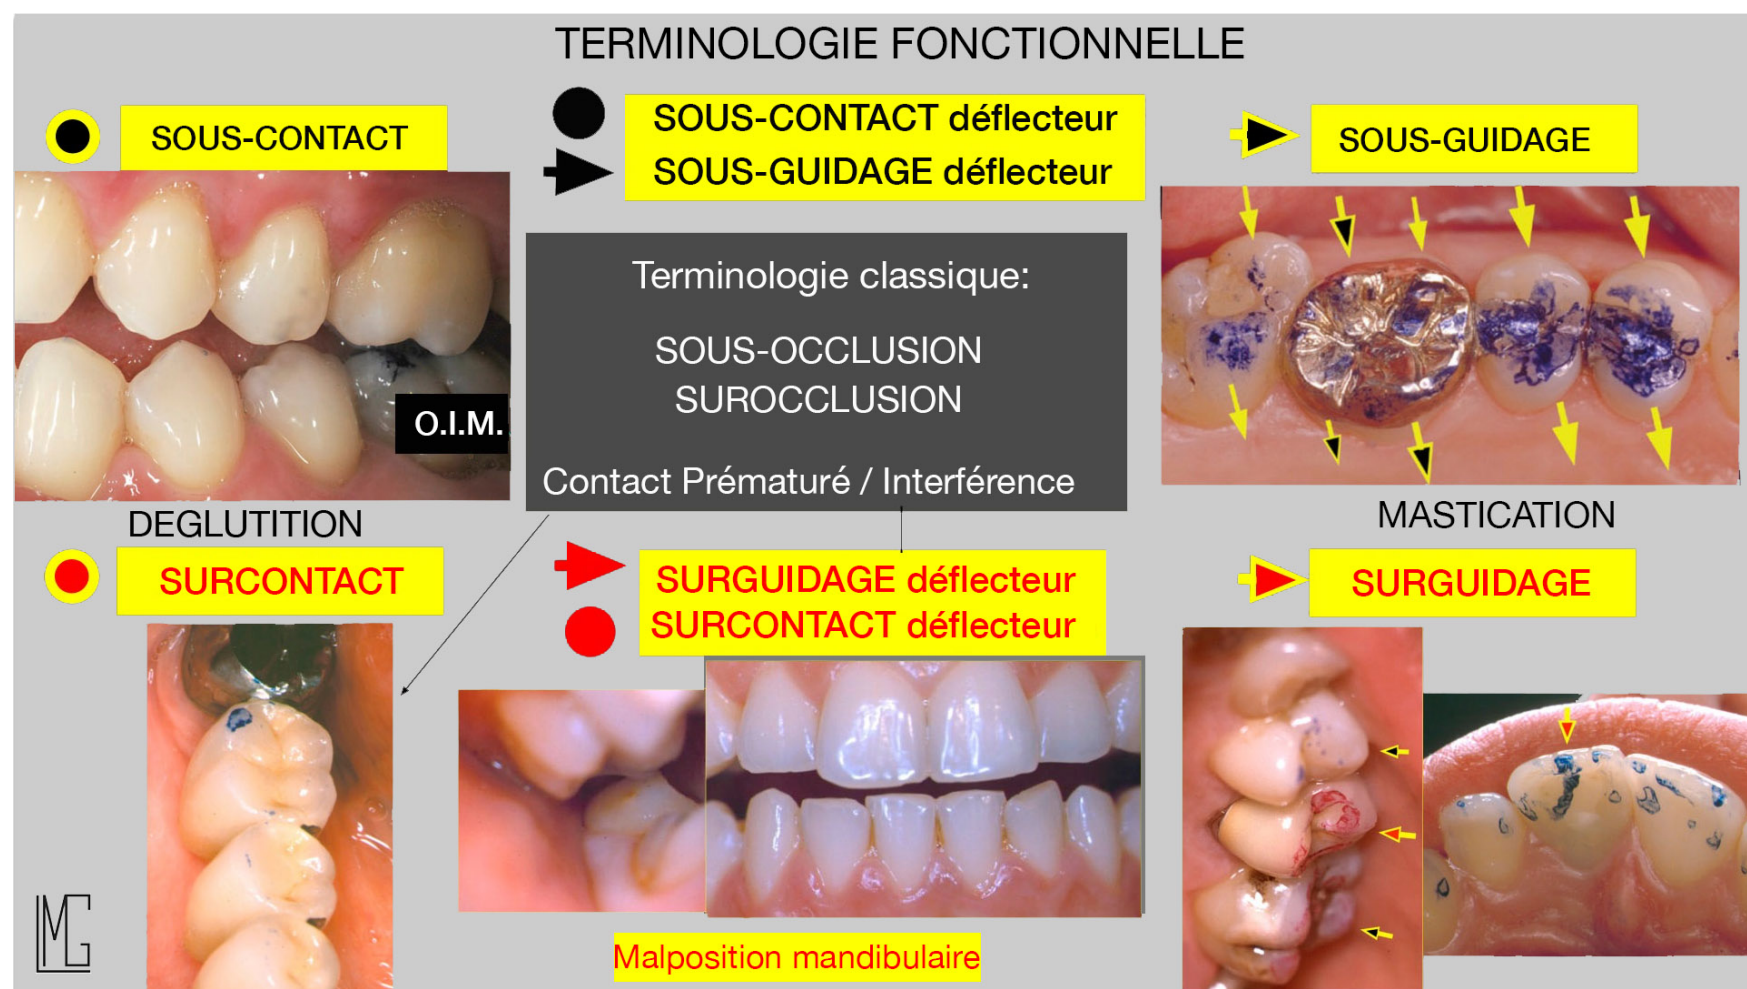 TERMINOLOGIE FONCTIONNELLE
SOUS-CONTACT
SOUS-CONTACT déflecteur
SOUS-GUIDAGE déflecteur
SOUS-GUIDAGE
Terminologie classique:
SOUS-OCCLUSION
SUROCCLUSION
Contact Prématuré / Interférence
O.I.M.
DEGLUTITION
MASTICATION
SURCONTACT
SURGUIDAGE déflecteur
SURCONTACT déflecteur
SURGUIDAGE
Malposition mandibulaire
LMG